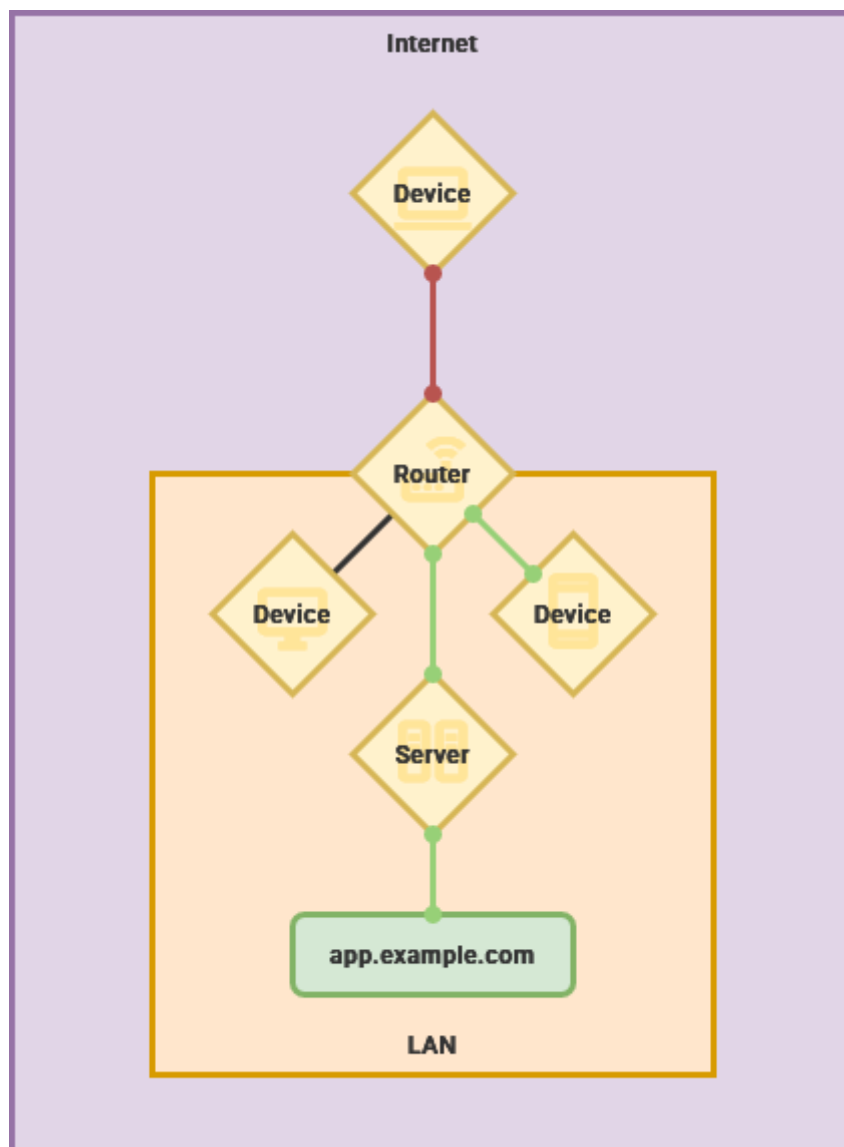 Internet
Device
Router
Device
Device
Server
app.example.com
LAN